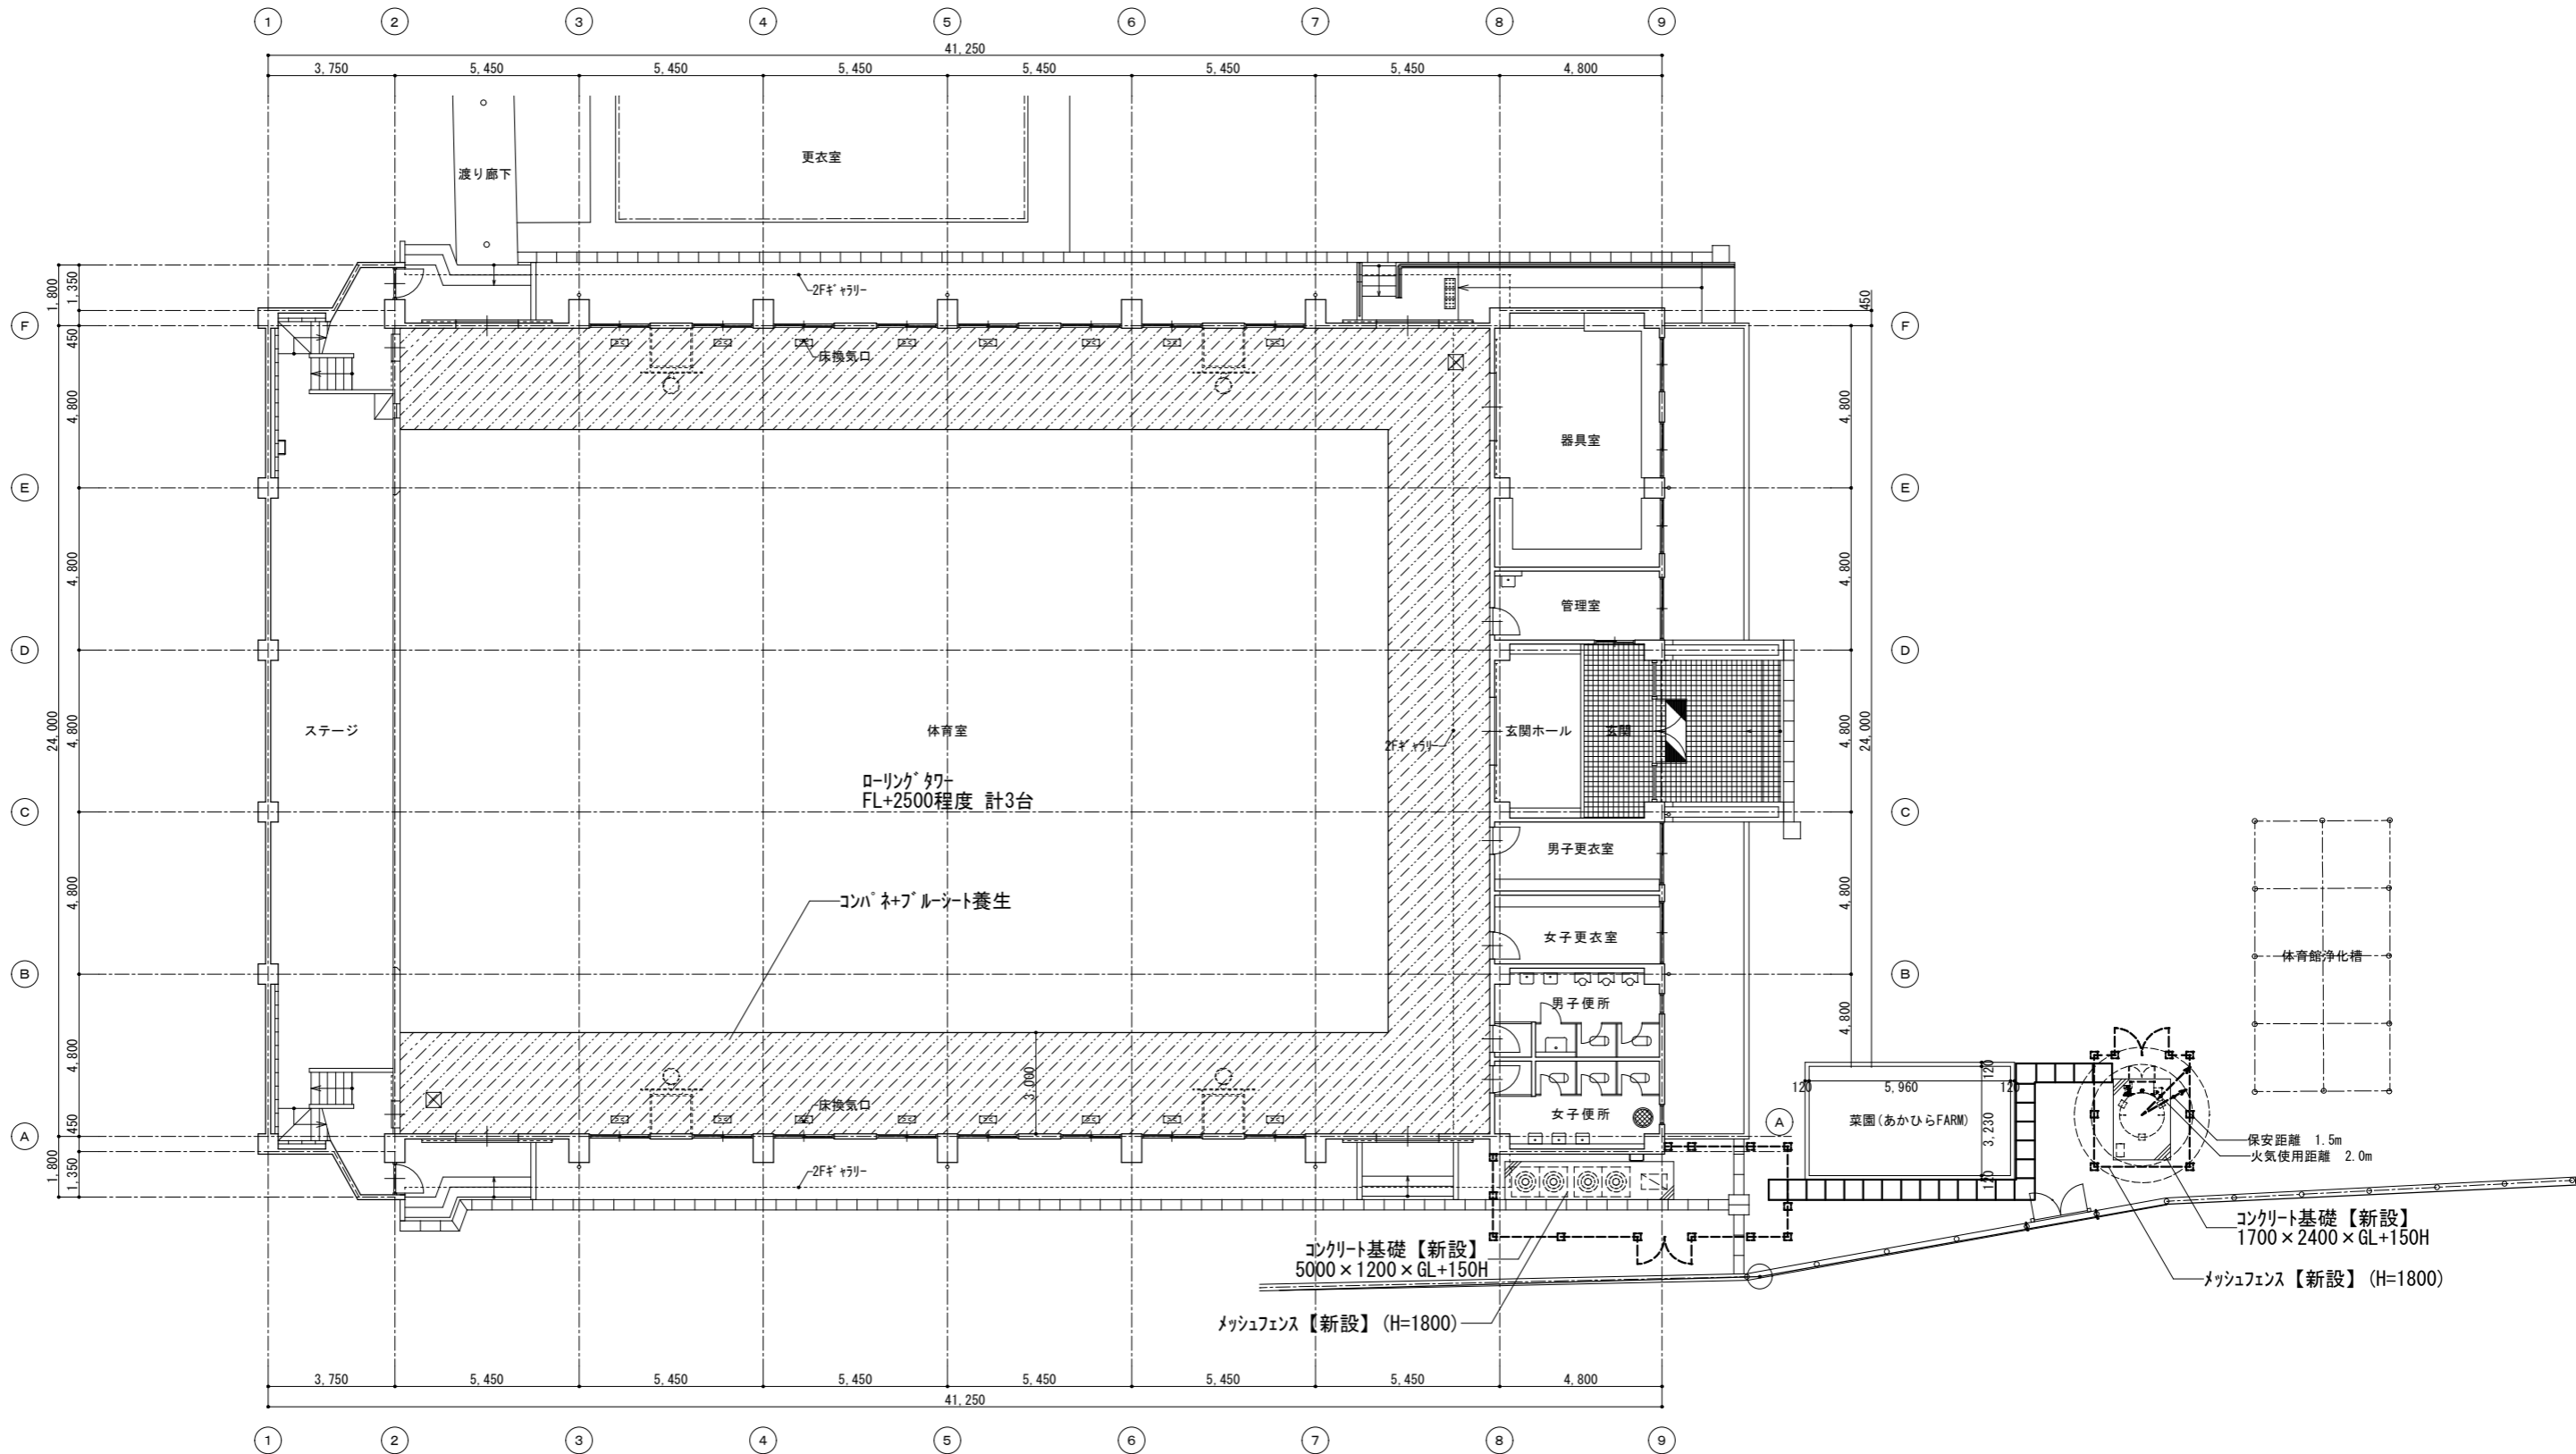 1 2 3 4 5 6 7 8 9
41,250
3,750 5,450 5,450 5,450 5,450 5,450 5,450 4,800
更衣室
渡り廊下
1,800 1,350
2Fギャラリー
450
F F
床換気口
450
4,800 4,800
器具室
E E
4,800 4,800
管理室
D D
24,000 4,800 ステージ 体育室 2Fギャラリー 玄関ホール 玄関 4,800 24,000
ローリングタワー
FL+2500程度 計3台
C C
男子更衣室
4,800 4,800
コンパネ+ブルーシート養生
女子更衣室
体育館浄化槽
B B
男子便所
4,800 4,800
3,000
120 5,960 120 120
床換気口
450
女子便所
A A
菜園(あかひらFARM) 3,230
保安距離 1.5m
火気使用距離 2.0m
1,800 1,350
2Fギャラリー
120
コンクリート基礎【新設】
1700×2400×GL+150H
コンクリート基礎【新設】
5000×1200×GL+150H
メッシュフェンス【新設】(H=1800)
メッシュフェンス【新設】(H=1800)
3,750 5,450 5,450 5,450 5,450 5,450 5,450 4,800
41,250
1 2 3 4 5 6 7 8 9